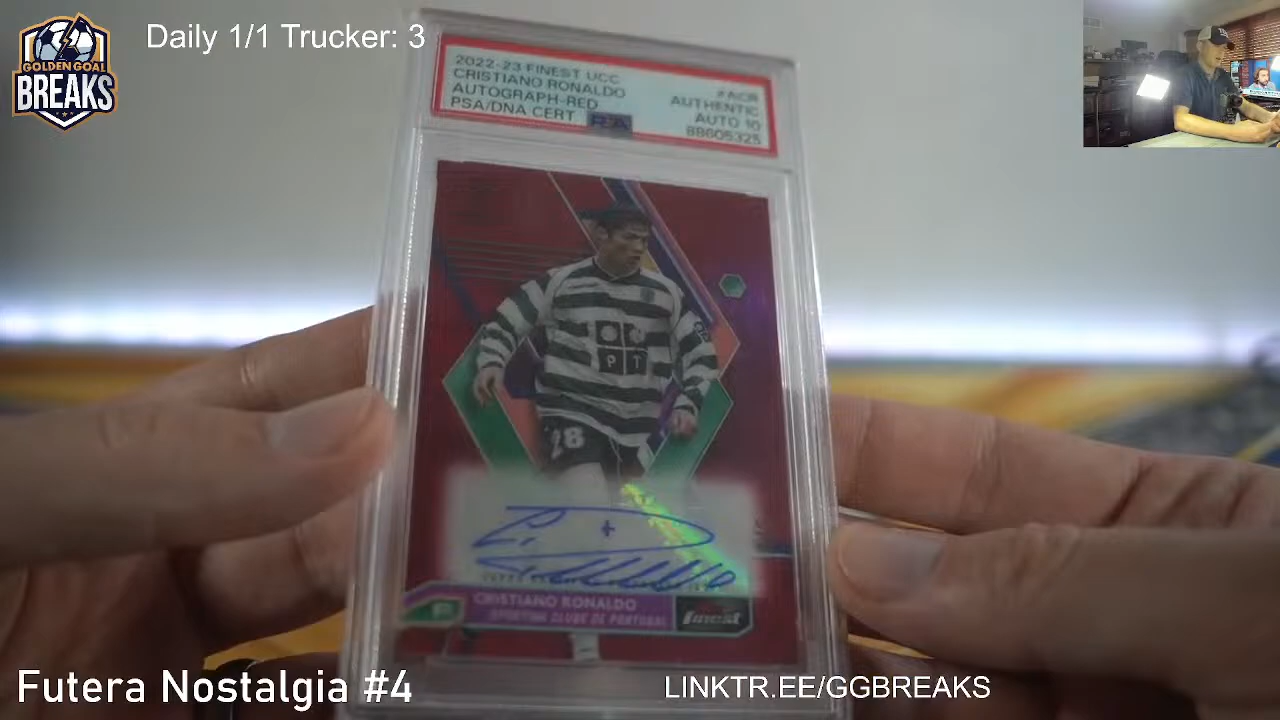 GOLDEN GOAL
BREAKS
Daily 1/1 Trucker: 3
2022-23 FINEST UCC
CRISTIANO RONALDO
AUTOGRAPH-RED
PSA/DNA CERT
#ACR
AUTHENTIC
AUTO 10
88605325
PSA
P T
28
CRISTIANO RONALDO
SPORTING CLUBE DE PORTUGAL
finest
Futera Nostalgia #4
LINKTR.EE/GGBREAKS